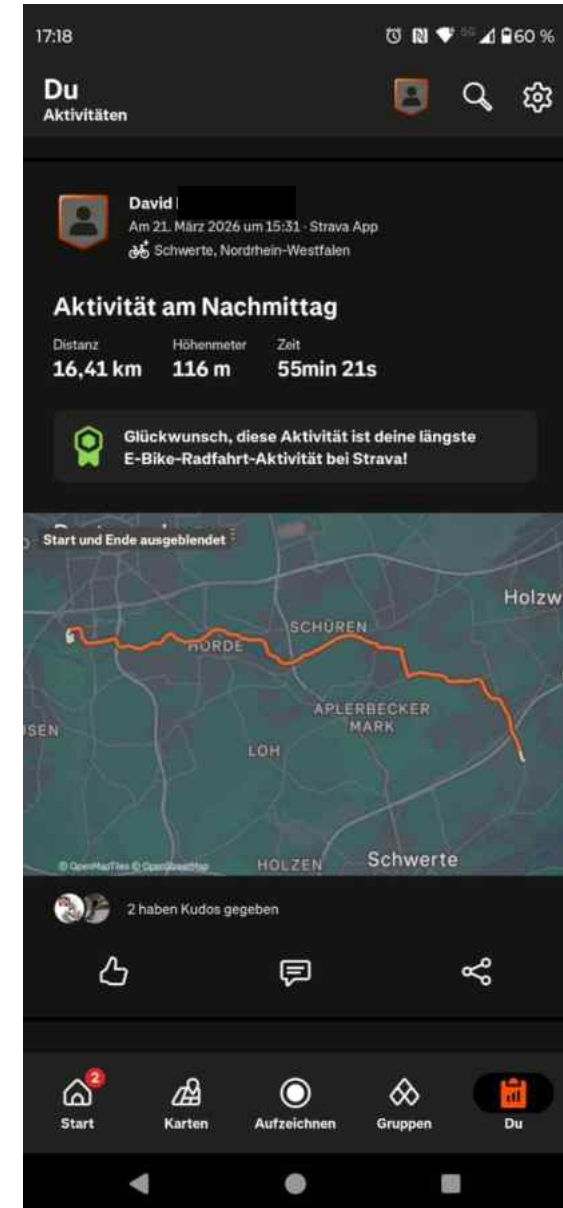 17:18
5G 60 %
Du
Aktivitäten
David
Am 21. März 2026 um 15:31 · Strava App
Schwerte, Nordrhein-Westfalen
Aktivität am Nachmittag
Distanz Höhenmeter Zeit
16,41 km 116 m 55min 21s
Glückwunsch, diese Aktivität ist deine längste
E-Bike-Radfahrt-Aktivität bei Strava!
Start und Ende ausgeblendet
Holzw
SCHÜREN
HÖRDE
APLERBECKER
MARK
SEN
LOH
HOLZEN
Schwerte
© OpenMapTiles © OpenStreetMap
2 haben Kudos gegeben
2
Start Karten Aufzeichnen Gruppen Du